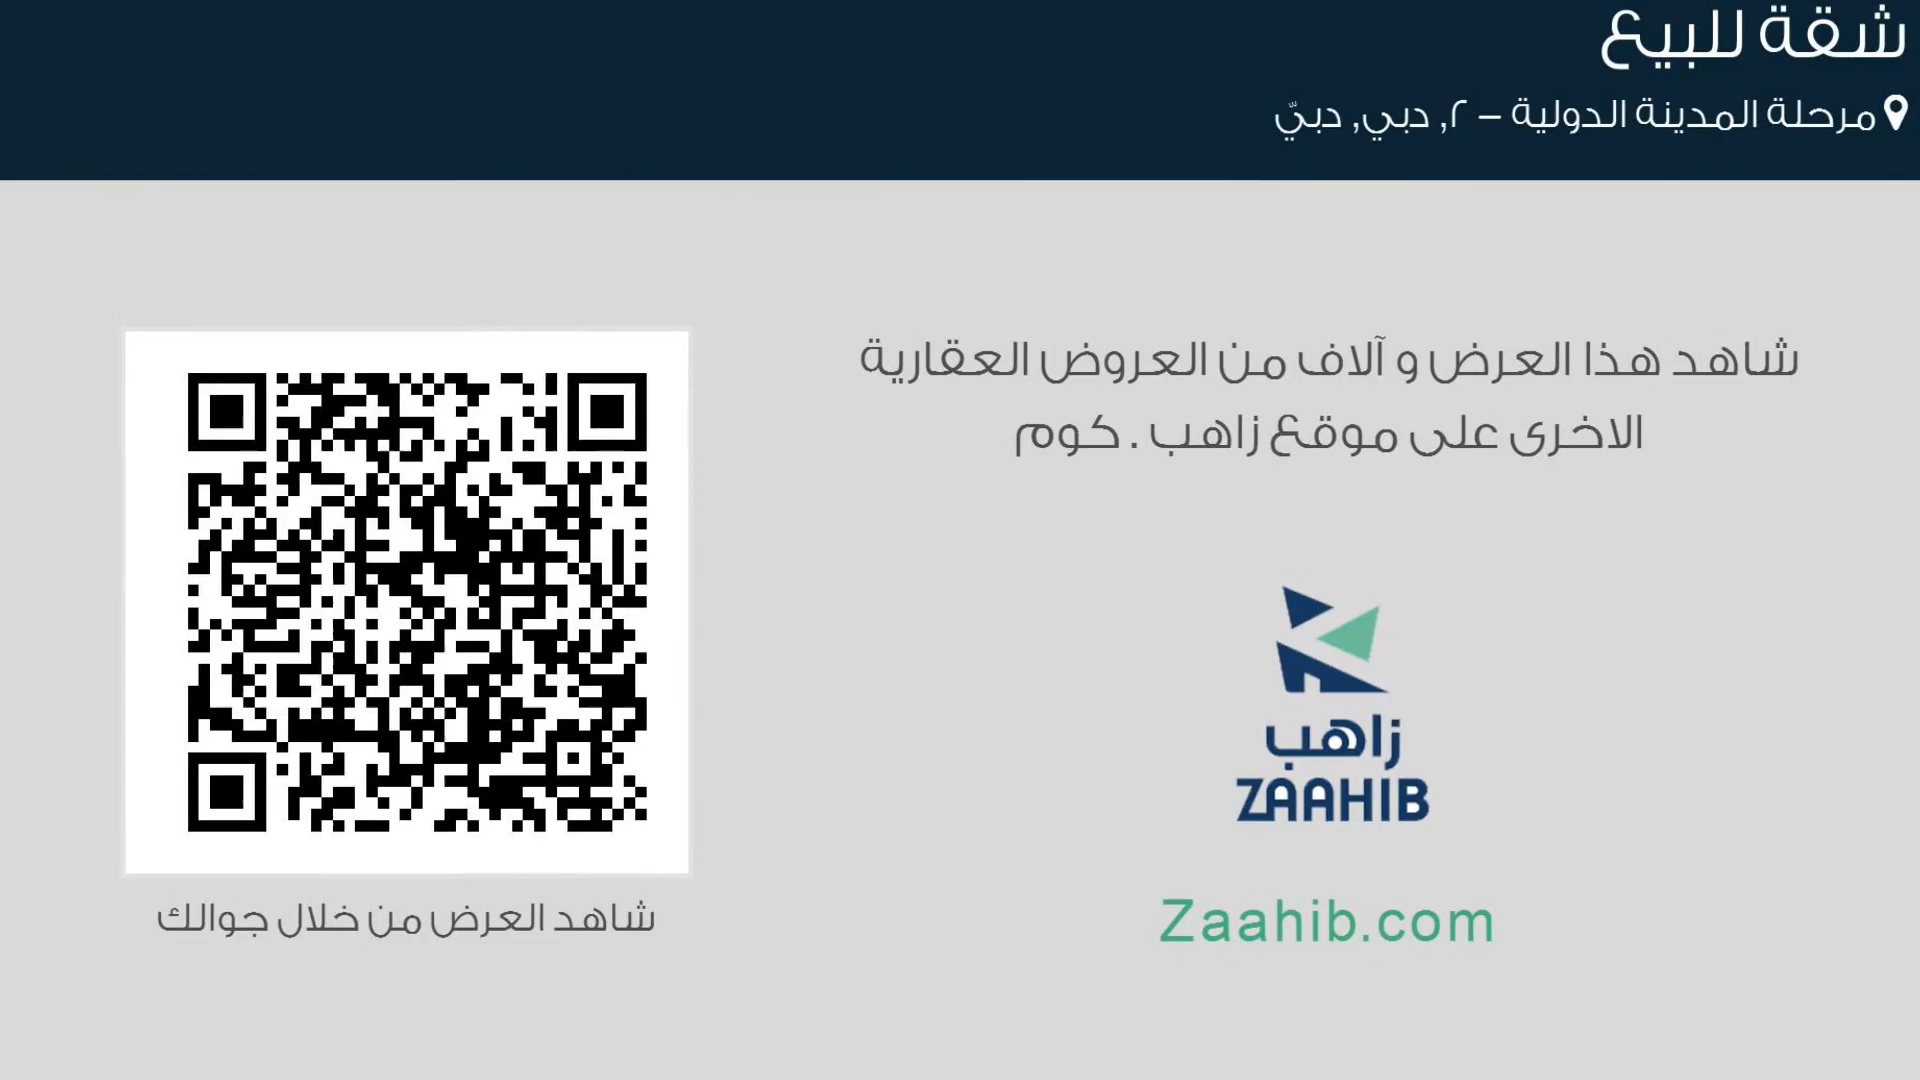 شقة للبيع
مرحلة المدينة الدولية – ٢, دبي, دبيّ
شاهد هذا العرض و آلاف من العروض العقارية
الاخرى على موقع زاهب . كوم
زاهب
ZAAHIB
Zaahib.com
شاهد العرض من خلال جوالك